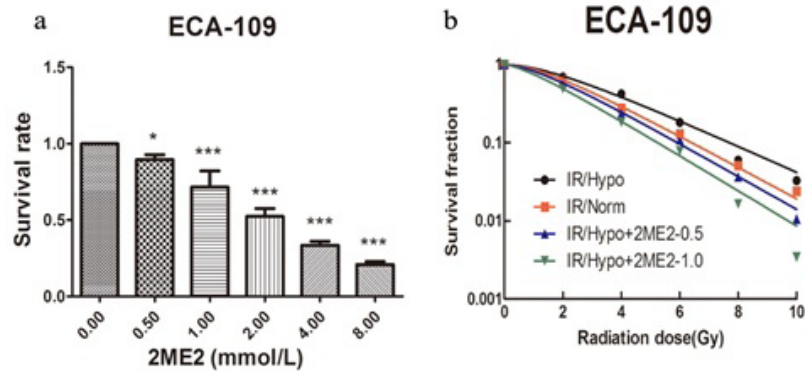 a
ECA-109
Survival rate
1.5
1.0
0.5
0.0
*
***
***
***
***
0.00
0.50
1.00
2.00
4.00
8.00
2ME2 (mmol/L)
b
ECA-109
Survival fraction
0.1
0.01
0.001
IR/Hypo
IR/Norm
IR/Hypo+2ME2-0.5
IR/Hypo+2ME2-1.0
0
2
4
6
8
10
Radiation dose(Gy)